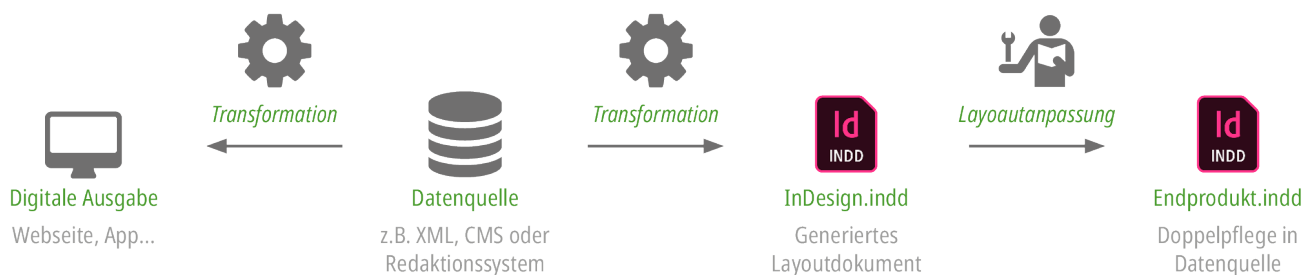 Transformation
Transformation
Layoautanpassung
Id
INDD
Id
INDD
Digitale Ausgabe
Datenquelle
InDesign.indd
Endprodukt.indd
Webseite, App...
z.B. XML, CMS oder
Redaktionssystem
Generiertes
Layoutdokument
Doppelpflege in
Datenquelle